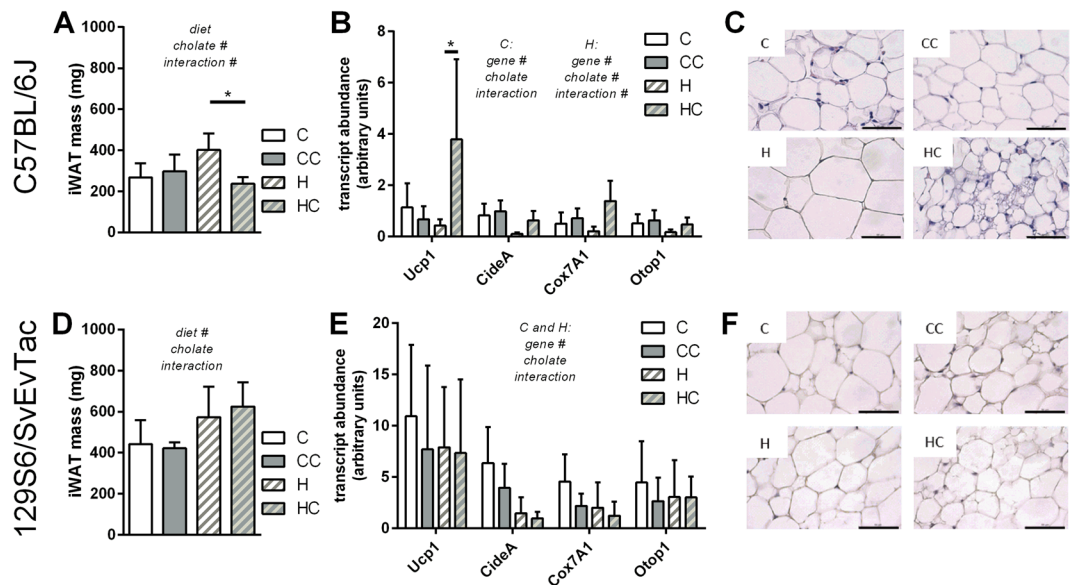 C57BL/6J
A
iWAT mass (mg)
1000
800
600
400
200
0
diet
cholate #
interaction #
*
C
CC
H
HC
B
transcript abundance
(arbitrary units)
8
6
4
2
0
*
C:
gene #
cholate
interaction
H:
gene #
cholate #
interaction #
C
CC
H
HC
Ucp1
CideA
Cox7A1
Otop1
C
C
CC
H
HC
129S6/SvEvTac
D
iWAT mass (mg)
1000
800
600
400
200
0
diet #
cholate
interaction
C
CC
H
HC
E
transcript abundance
(arbitrary units)
20
15
10
5
0
C and H:
gene #
cholate
interaction
C
CC
H
HC
Ucp1
CideA
Cox7A1
Otop1
F
C
CC
H
HC